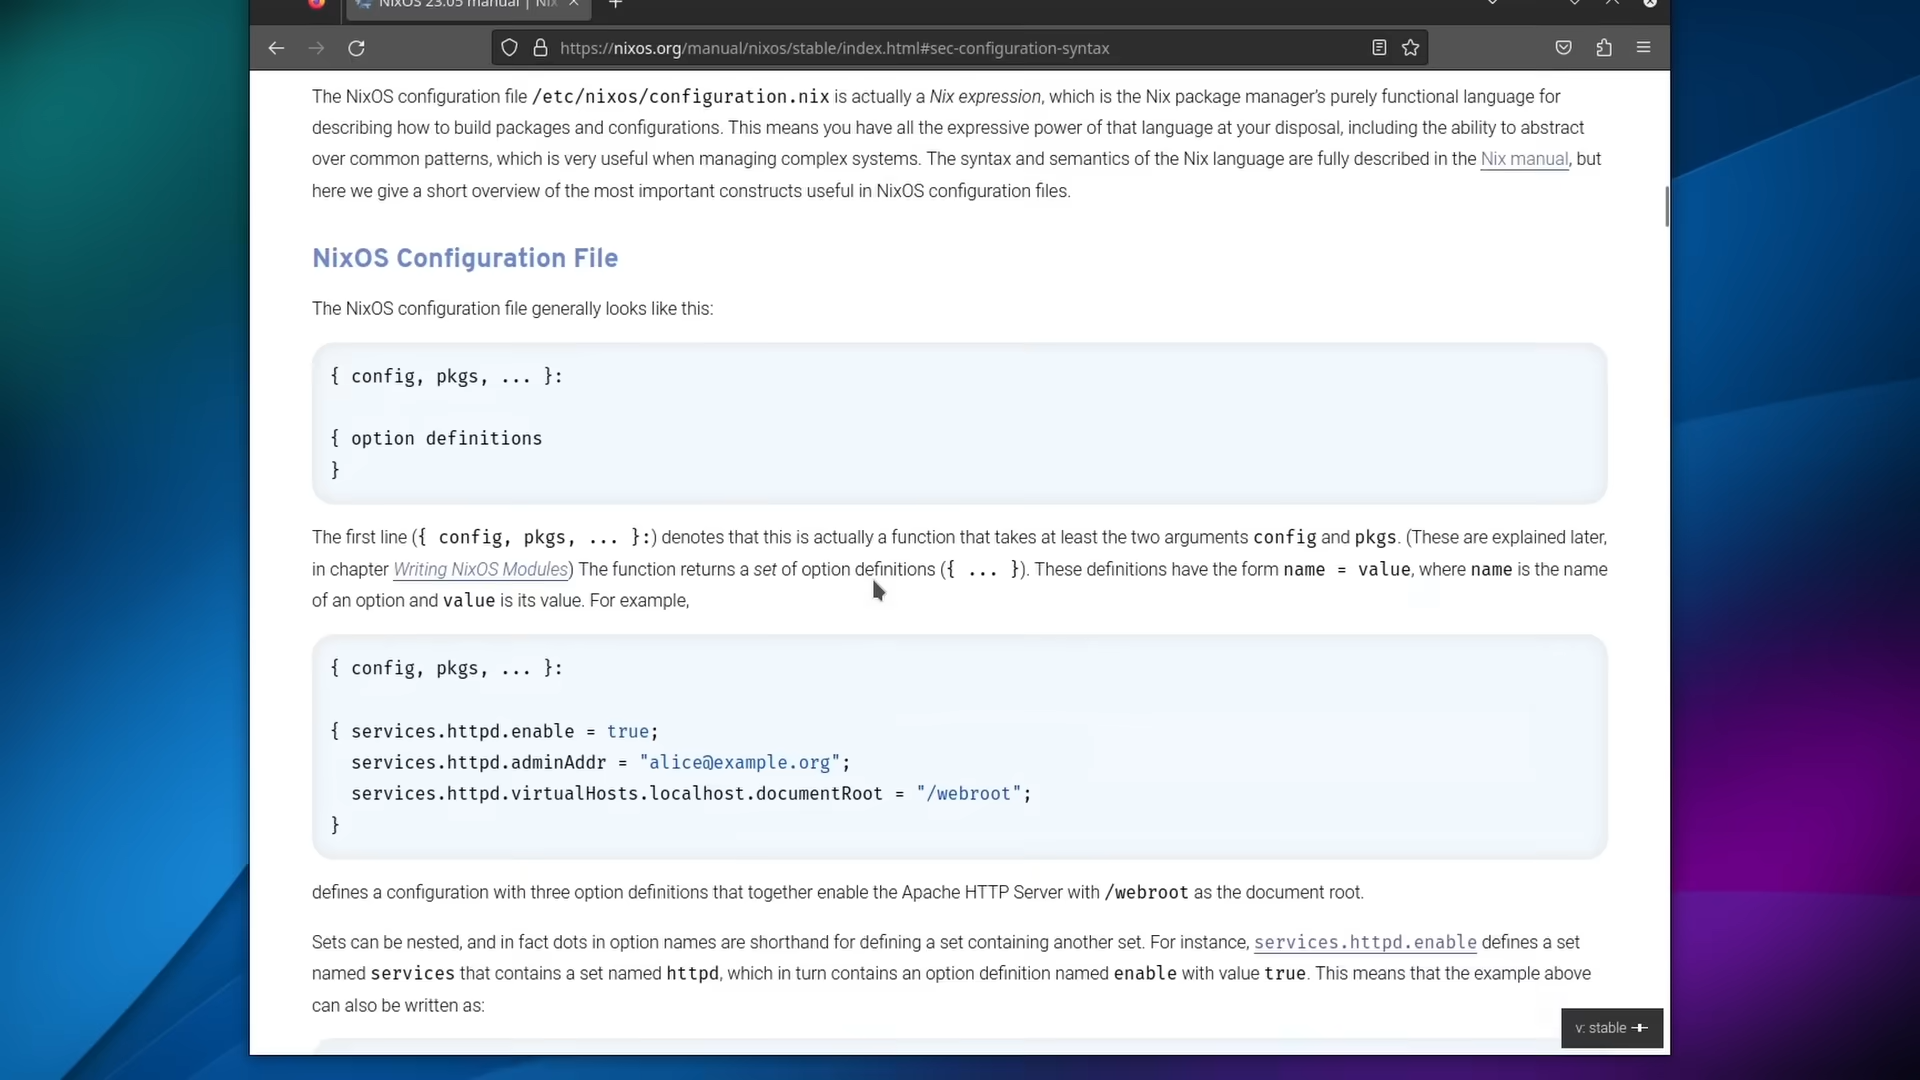 NixOS 23.05 manual | Nix
https://nixos.org/manual/nixos/stable/index.html#sec-configuration-syntax
The NixOS configuration file /etc/nixos/configuration.nix is actually a Nix expression, which is the Nix package manager's purely functional language for
describing how to build packages and configurations. This means you have all the expressive power of that language at your disposal, including the ability to abstract
over common patterns, which is very useful when managing complex systems. The syntax and semantics of the Nix language are fully described in the Nix manual, but
here we give a short overview of the most important constructs useful in NixOS configuration files.
NixOS Configuration File
The NixOS configuration file generally looks like this:
{ config, pkgs, ... }:
{ option definitions
}
The first line ({ config, pkgs, ... }:) denotes that this is actually a function that takes at least the two arguments config and pkgs. (These are explained later,
in chapter Writing NixOS Modules) The function returns a set of option definitions ({ ... }). These definitions have the form name = value, where name is the name
of an option and value is its value. For example,
{ config, pkgs, ... }:
{ services.httpd.enable = true;
services.httpd.adminAddr = "alice@example.org";
services.httpd.virtualHosts.localhost.documentRoot = "/webroot";
}
defines a configuration with three option definitions that together enable the Apache HTTP Server with /webroot as the document root.
Sets can be nested, and in fact dots in option names are shorthand for defining a set containing another set. For instance, services.httpd.enable defines a set
named services that contains a set named httpd, which in turn contains an option definition named enable with value true. This means that the example above
can also be written as:
v: stable